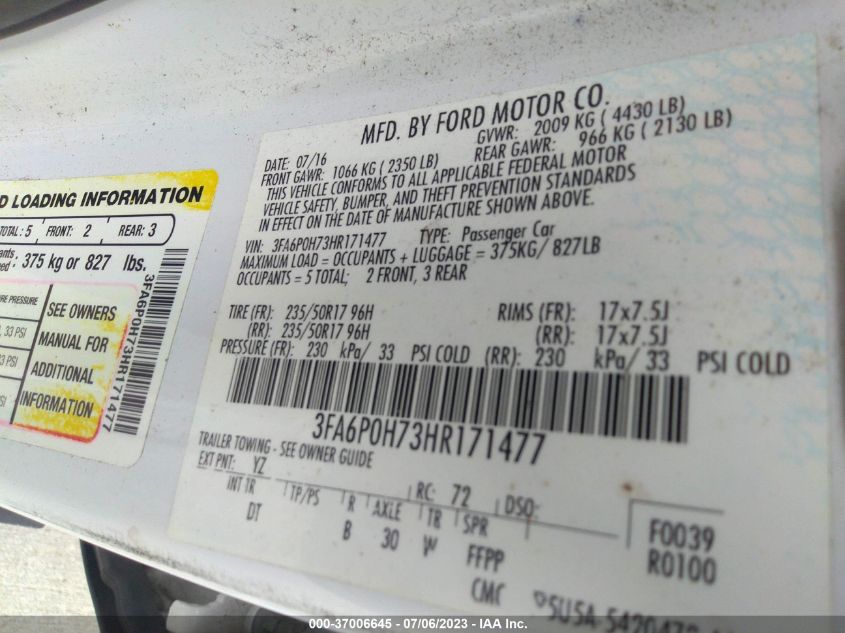 D LOADING INFORMATION
TOTAL: 5 FRONT: 2 REAR: 3
375 kg or 827 lbs.
RE PRESSURE
33 PSI
33 PSI
PSI
SEE OWNERS
MANUAL FOR
ADDITIONAL
INFORMATION
3FA6P0H73HR171477
MFD. BY FORD MOTOR CO.
DATE: 07/16 GVWR: 2009 KG ( 4430 LB)
FRONT GAWR: 1066 KG ( 2350 LB) REAR GAWR: 966 KG ( 2130 LB)
THIS VEHICLE CONFORMS TO ALL APPLICABLE FEDERAL MOTOR
VEHICLE SAFETY, BUMPER, AND THEFT PREVENTION STANDARDS
IN EFFECT ON THE DATE OF MANUFACTURE SHOWN ABOVE.
VIN: 3FA6P0H73HR171477 TYPE: Passenger Car
MAXIMUM LOAD = OCCUPANTS + LUGGAGE = 375KG/ 827LB
OCCUPANTS = 5 TOTAL; 2 FRONT, 3 REAR
TIRE (FR): 235/50R17 96H RIMS (FR): 17x7.5J
(RR): 235/50R17 96H (RR): 17x7.5J
PRESSURE (FR): 230 kPa/ 33 PSI COLD (RR): 230 kPa/ 33 PSI COLD
3FA6P0H73HR171477
TRAILER TOWING - SEE OWNER GUIDE
EXT PNT: YZ RC: 72 DSO:
INT TR TP/PS R AXLE TR SPR
DT B 30 W FFPP
CMC
F0039
R0100
000-37006645 - 07/06/2023 - IAA Inc.